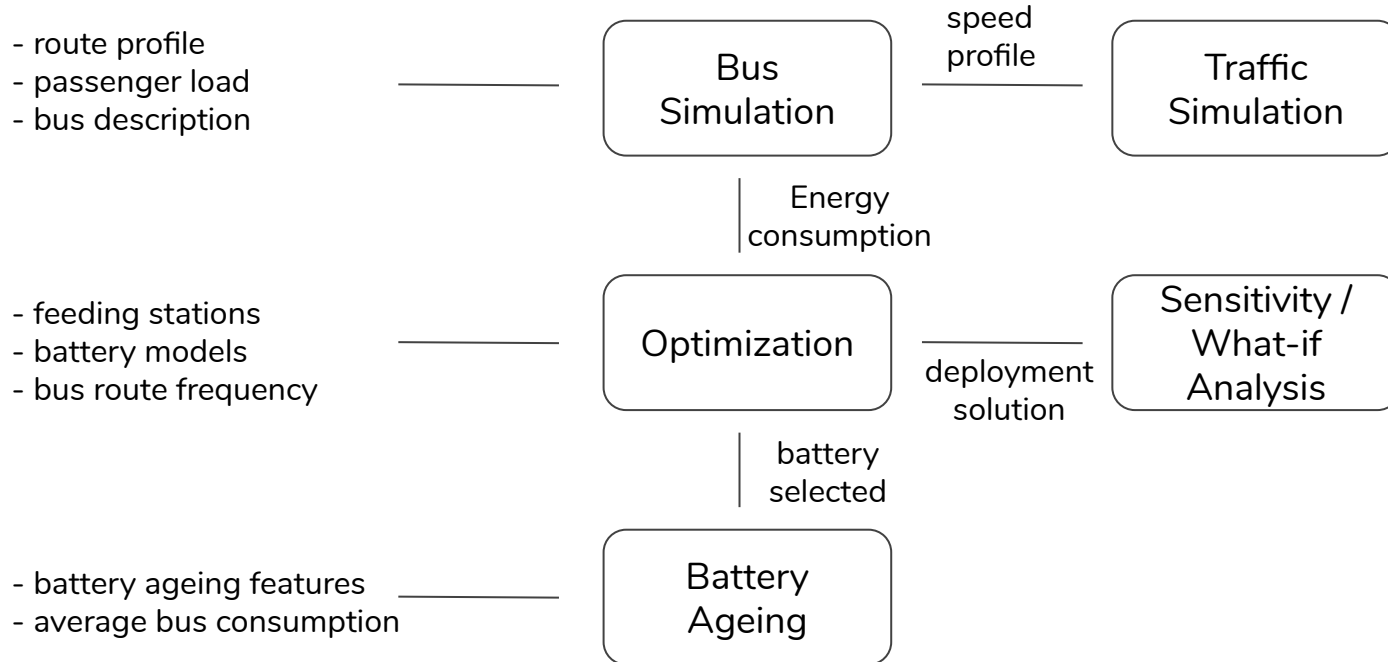 - route profile
- passenger load
- bus description
Bus
Simulation
speed
profile
Traffic
Simulation
Energy
consumption
- feeding stations
- battery models
- bus route frequency
Optimization
deployment
solution
Sensitivity /
What-if
Analysis
battery
selected
- battery ageing features
- average bus consumption
Battery
Ageing